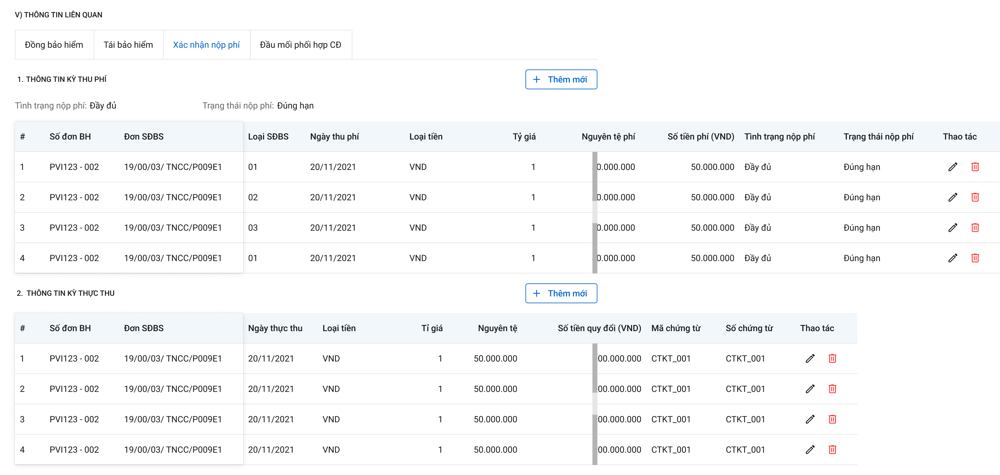 V) THÔNG TIN LIÊN QUAN
Đồng bảo hiểm Tái bảo hiểm Xác nhận nộp phí Đầu mối phối hợp CĐ
1. THÔNG TIN KỲ THU PHÍ + Thêm mới
Tình trạng nộp phí: Đầy đủ Trạng thái nộp phí: Đúng hạn
# Số đơn BH Đơn SĐBS Loại SĐBS Ngày thu phí Loại tiền Tỷ giá Nguyên tệ phí Số tiền phí (VND) Tình trạng nộp phí Trạng thái nộp phí Thao tác
1 PVI123 - 002 19/00/03/ TNCC/P009E1 01 20/11/2021 VND 1 0.000.000 50.000.000 Đầy đủ Đúng hạn
2 PVI123 - 002 19/00/03/ TNCC/P009E1 02 20/11/2021 VND 1 0.000.000 50.000.000 Đầy đủ Đúng hạn
3 PVI123 - 002 19/00/03/ TNCC/P009E1 03 20/11/2021 VND 1 0.000.000 50.000.000 Đầy đủ Đúng hạn
4 PVI123 - 002 19/00/03/ TNCC/P009E1 01 20/11/2021 VND 1 0.000.000 50.000.000 Đầy đủ Đúng hạn
2. THÔNG TIN KỲ THỰC THU + Thêm mới
# Số đơn BH Đơn SĐBS Ngày thực thu Loại tiền Tỉ giá Nguyên tệ Số tiền quy đổi (VND) Mã chứng từ Số chứng từ Thao tác
1 PVI123 - 002 19/00/03/ TNCC/P009E1 20/11/2021 VND 1 50.000.000 00.000.000 CTKT_001 CTKT_001
2 PVI123 - 002 19/00/03/ TNCC/P009E1 20/11/2021 VND 1 50.000.000 00.000.000 CTKT_001 CTKT_001
3 PVI123 - 002 19/00/03/ TNCC/P009E1 20/11/2021 VND 1 50.000.000 00.000.000 CTKT_001 CTKT_001
4 PVI123 - 002 19/00/03/ TNCC/P009E1 20/11/2021 VND 1 50.000.000 00.000.000 CTKT_001 CTKT_001